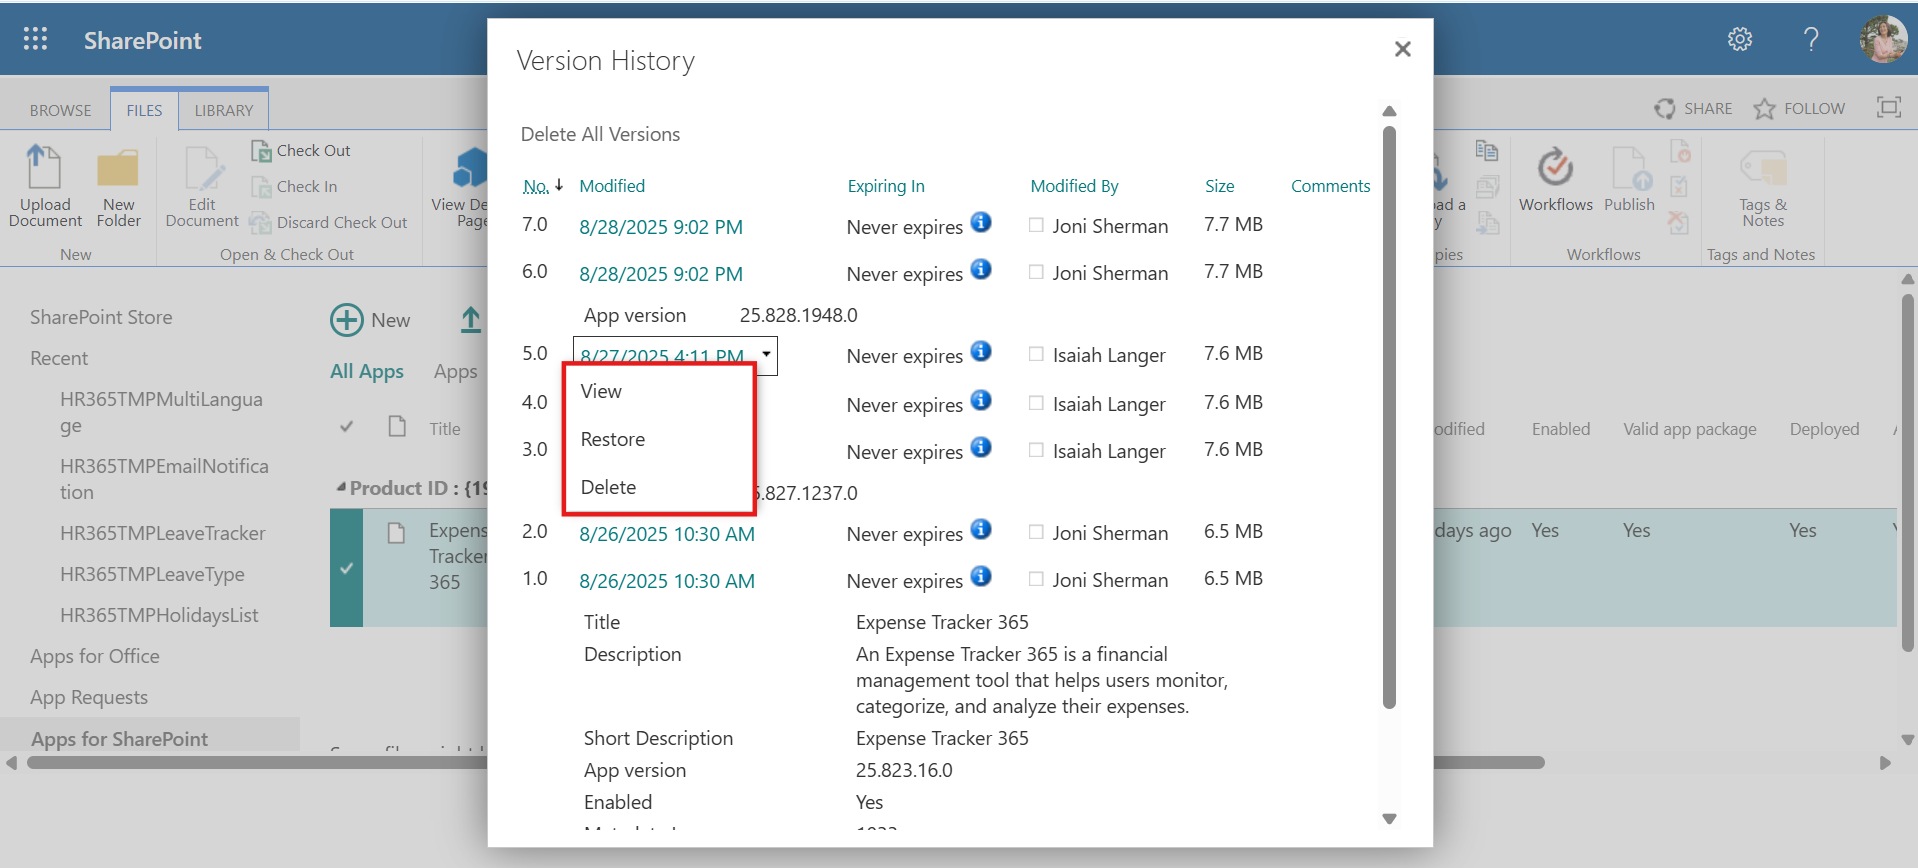 SharePoint
?
BROWSE FILES LIBRARY
SHARE FOLLOW
Upload Document
New Folder
New
Edit Document
Check Out
Check In
Discard Check Out
Open & Check Out
View De
Page
ad a
y
pies
Workflows
Publish
Workflows
Tags & Notes
Tags and Notes
SharePoint Store
Recent
HR365TMPMultiLangua
ge
HR365TMPEmailNotifica
tion
HR365TMPLeaveTracker
HR365TMPLeaveType
HR365TMPHolidaysList
Apps for Office
App Requests
Apps for SharePoint
New
All Apps Apps
Title
Product ID : {19
Expens
Tracker
365
Version History
Delete All Versions
No. Modified Expiring In Modified By Size Comments
7.0 8/28/2025 9:02 PM Never expires Joni Sherman 7.7 MB
6.0 8/28/2025 9:02 PM Never expires Joni Sherman 7.7 MB
App version 25.828.1948.0
5.0 8/27/2025 4:11 PM Never expires Isaiah Langer 7.6 MB
View
4.0 Never expires Isaiah Langer 7.6 MB
Restore
3.0 Never expires Isaiah Langer 7.6 MB
Delete
5.827.1237.0
2.0 8/26/2025 10:30 AM Never expires Joni Sherman 6.5 MB
1.0 8/26/2025 10:30 AM Never expires Joni Sherman 6.5 MB
Title Expense Tracker 365
Description An Expense Tracker 365 is a financial
management tool that helps users monitor,
categorize, and analyze their expenses.
Short Description Expense Tracker 365
App version 25.823.16.0
Enabled Yes
odified Enabled Valid app package Deployed
days ago Yes Yes Yes